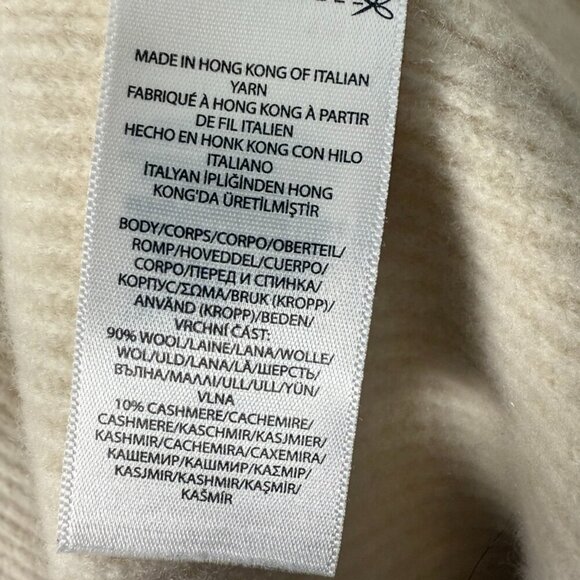 MADE IN HONG KONG OF ITALIAN
YARN
FABRIQUÉ À HONG KONG À PARTIR
DE FIL ITALIEN
HECHO EN HONK KONG CON HILO
ITALIANO
İTALYAN İPLİĞİNDEN HONG
KONG'DA ÜRETİLMİŞTİR
BODY/CORPS/CORPO/OBERTEIL/
ROMP/HOVEDDEL/CUERPO/
CORPO/ПЕРЕД И СПИНКА/
КОРПУС/ΣΩΜΑ/BRUK (KROPP)/
ANVÄND (KROPP)/BEDEN/
VRCHNÍ ČÁST:
90% WOOL/LAINE/LANA/WOLLE/
WOL/ULD/LANA/LÃ/ШЕРСТЬ/
ВЪЛНА/ΜΑΛΛΙ/ULL/ULL/YÜN/
VLNA
10% CASHMERE/CACHEMIRE/
CASHMERE/KASCHMIR/KASJMIER/
KASHMIR/CACHEMIRA/CAXEMIRA/
КАШЕМИР/КАШМИР/ΚΑΣΜΙΡ/
KASJMIR/KASHMIR/KAŞMİR/
KAŠMÍR